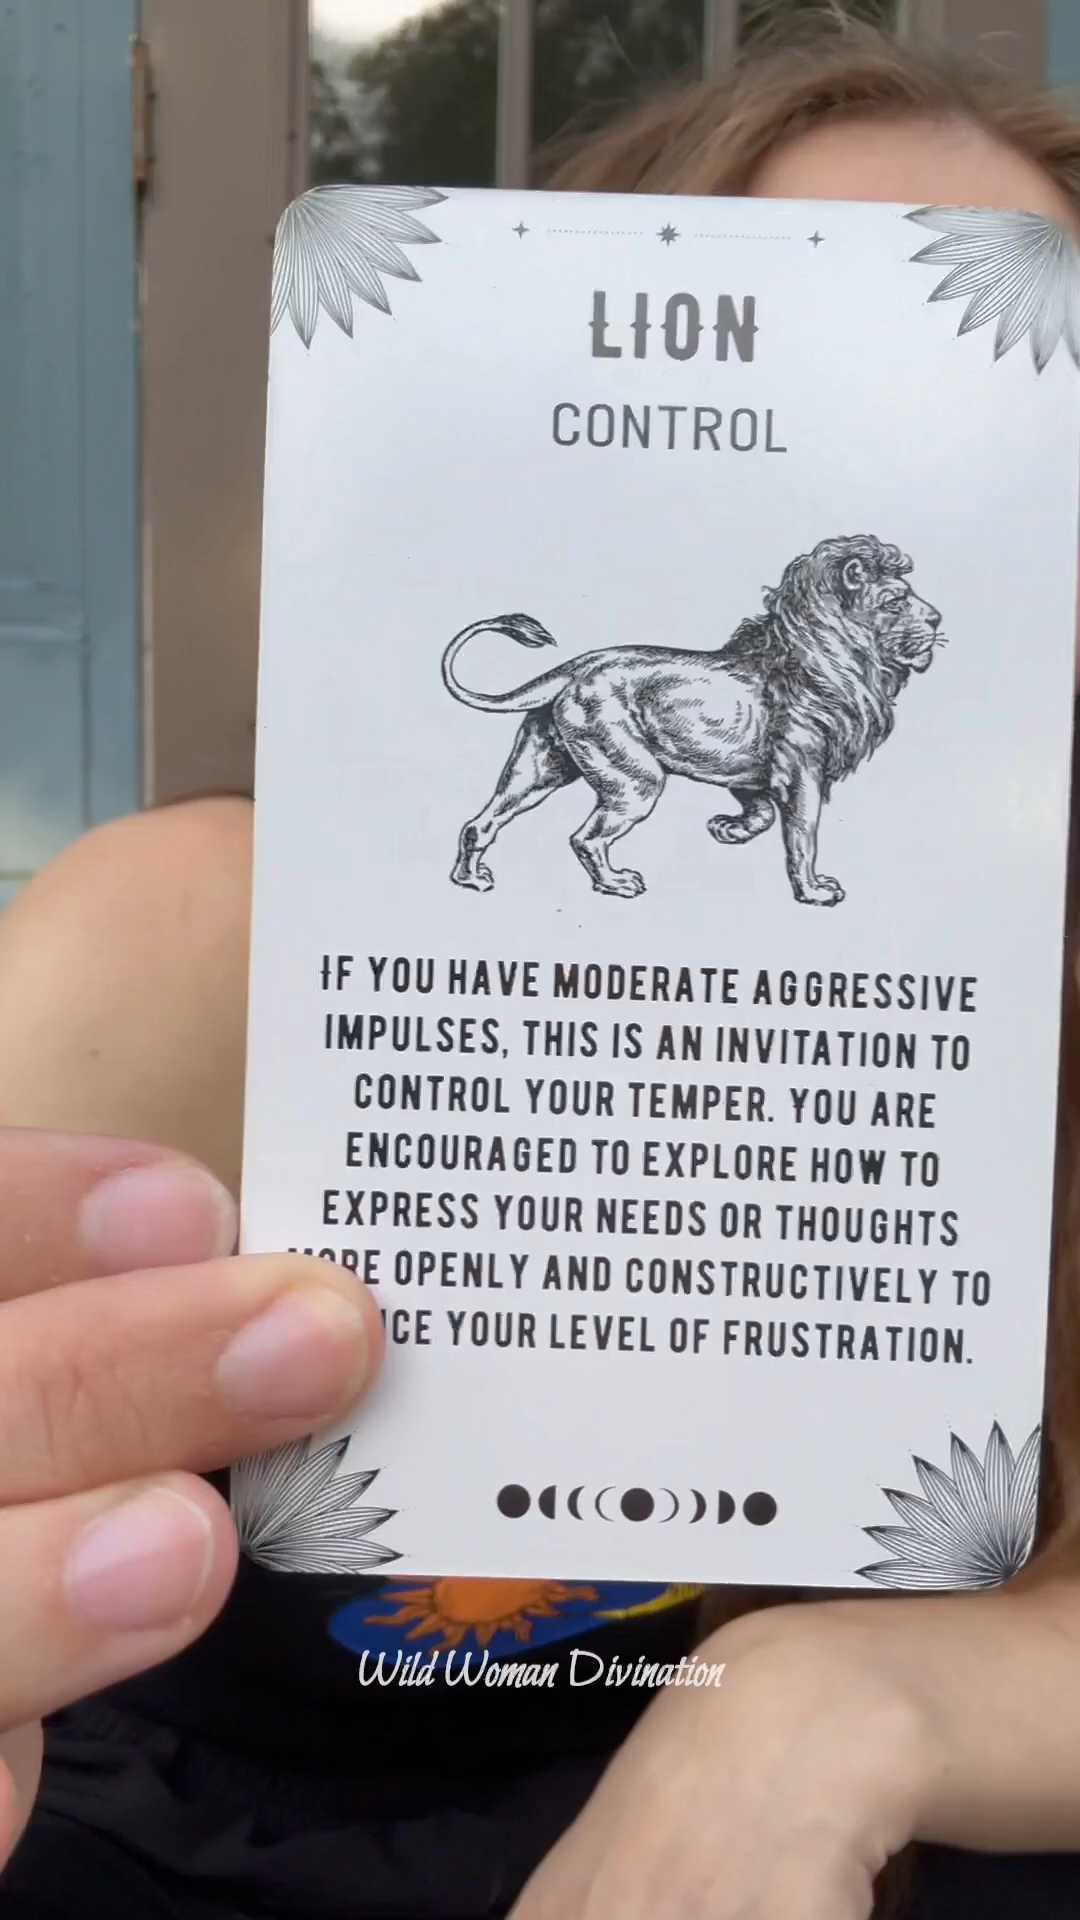 LION
CONTROL
IF YOU HAVE MODERATE AGGRESSIVE
IMPULSES, THIS IS AN INVITATION TO
CONTROL YOUR TEMPER. YOU ARE
ENCOURAGED TO EXPLORE HOW TO
EXPRESS YOUR NEEDS OR THOUGHTS
MORE OPENLY AND CONSTRUCTIVELY TO
YOUR LEVEL OF FRUSTRATION.
Wild Woman Divination